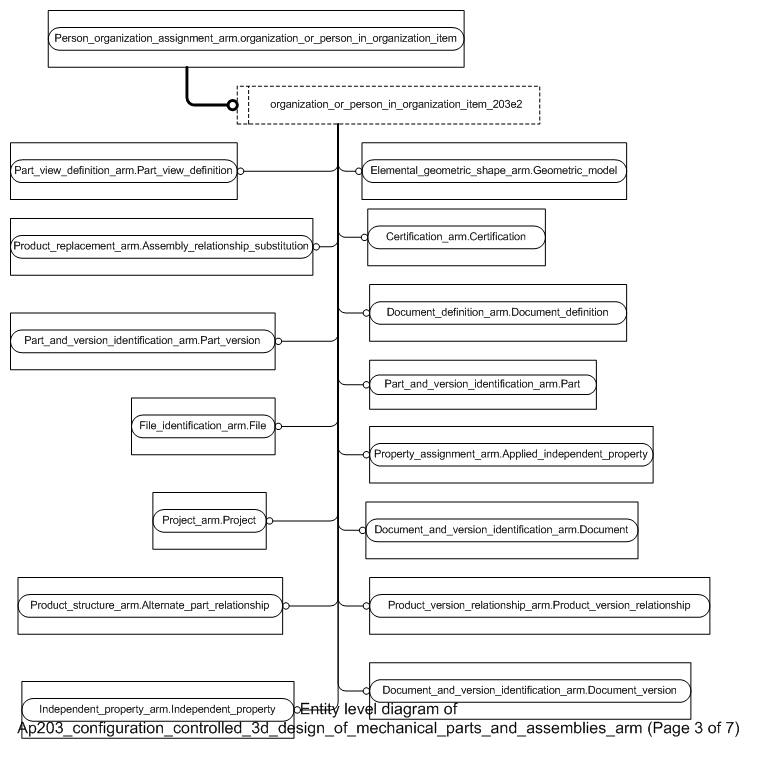 Person_organization_assignment_arm.organization_or_person_in_organization_item
organization_or_person_in_organization_item_203e2
Part_view_definition_arm.Part_view_definition
Elemental_geometric_shape_arm.Geometric_model
Product_replacement_arm.Assembly_relationship_substitution
Certification_arm.Certification
Document_definition_arm.Document_definition
Part_and_version_identification_arm.Part_version
Part_and_version_identification_arm.Part
File_identification_arm.File
Property_assignment_arm.Applied_independent_property
Project_arm.Project
Document_and_version_identification_arm.Document
Product_structure_arm.Alternate_part_relationship
Product_version_relationship_arm.Product_version_relationship
Document_and_version_identification_arm.Document_version
Independent_property_arm.Independent_property
Entity level diagram of
Ap203_configuration_controlled_3d_design_of_mechanical_parts_and_assemblies_arm (Page 3 of 7)